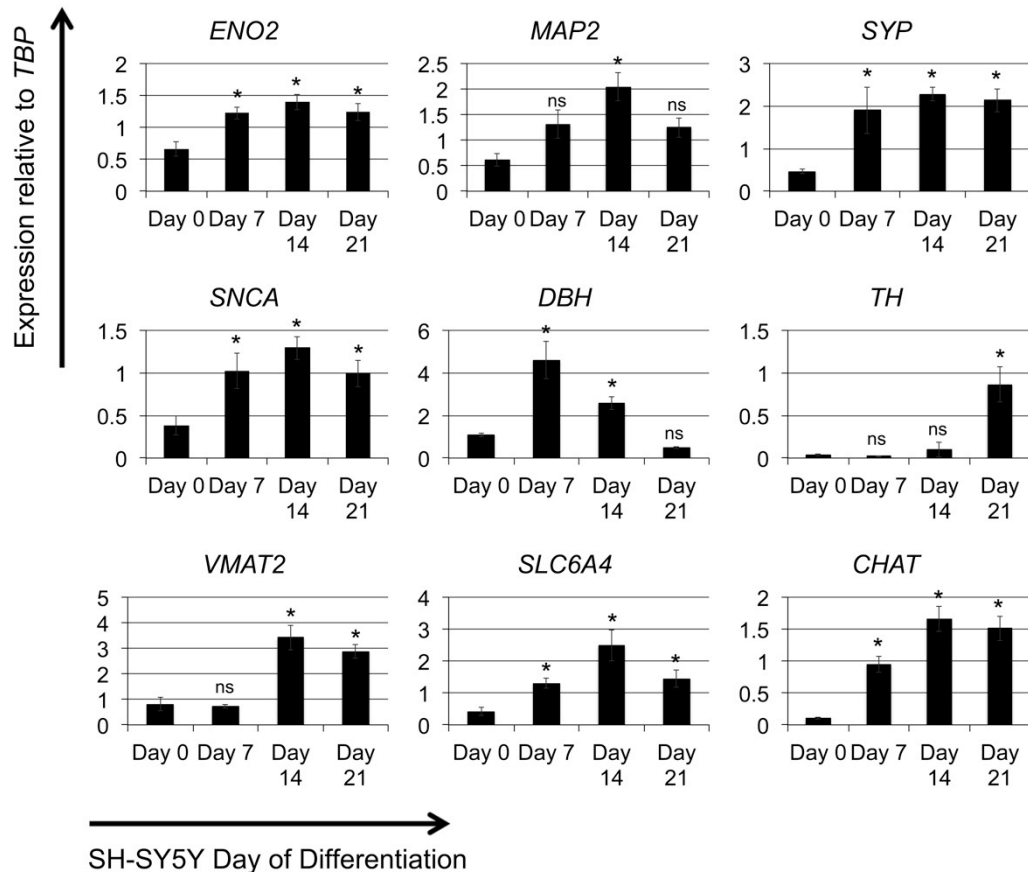 Expression relative to TBP
ENO2
2
1.5
1
0.5
0
* * *
Day 0 Day 7 Day 14 Day 21
MAP2
2.5
2
1.5
1
0.5
0
ns * ns
Day 0 Day 7 Day 14 Day 21
SYP
3
2
1
0
* * *
Day 0 Day 7 Day 14 Day 21
SNCA
1.5
1
0.5
0
* * *
Day 0 Day 7 Day 14 Day 21
DBH
6
4
2
0
* * ns
Day 0 Day 7 Day 14 Day 21
TH
1.5
1
0.5
0
ns ns *
Day 0 Day 7 Day 14 Day 21
VMAT2
5
4
3
2
1
0
ns * *
Day 0 Day 7 Day 14 Day 21
SLC6A4
4
3
2
1
0
* * *
Day 0 Day 7 Day 14 Day 21
CHAT
2
1.5
1
0.5
0
* * *
Day 0 Day 7 Day 14 Day 21
SH-SY5Y Day of Differentiation